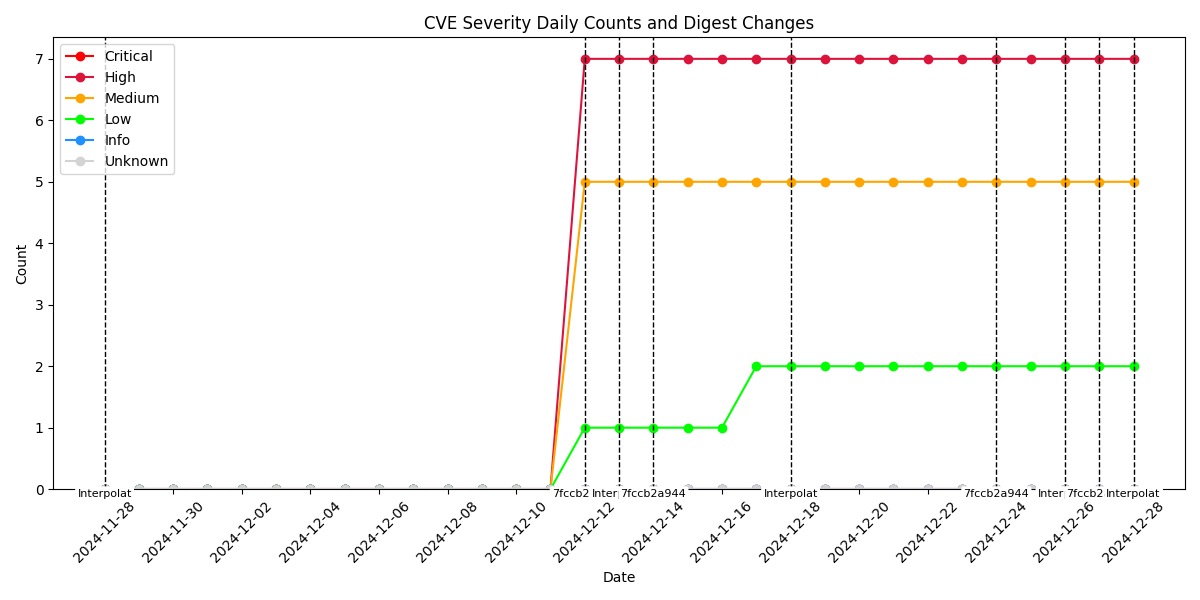 CVE Severity Daily Counts and Digest Changes
Critical
High
Medium
Low
Info
Unknown
7
6
5
4
3
2
1
0
Count
Interpolat
7fccb2
Inter
7fccb2a944
Interpolat
7fccb2a944
Inter
7fccb2
Interpolat
2024-11-28
2024-11-30
2024-12-02
2024-12-04
2024-12-06
2024-12-08
2024-12-10
2024-12-12
2024-12-14
2024-12-16
2024-12-18
2024-12-20
2024-12-22
2024-12-24
2024-12-26
2024-12-28
Date